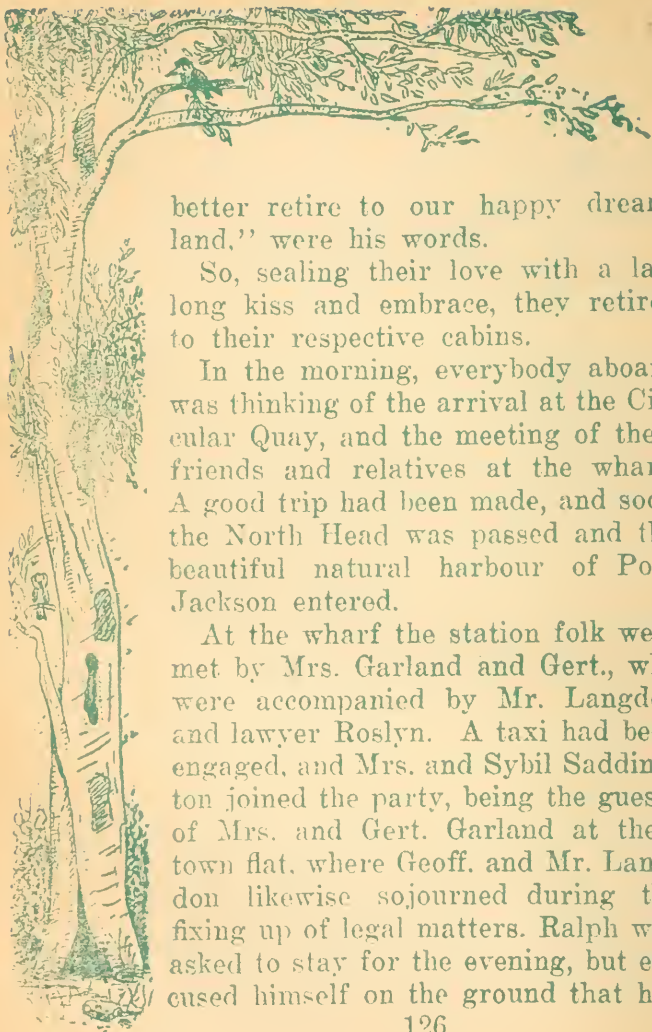 better retire to our happy drea
land," were his words.
So, sealing their love with a la
long kiss and embrace, they retire
to their respective cabins.
In the morning, everybody aboar
was thinking of the arrival at the Ci
cular Quay, and the meeting of the
friends and relatives at the whar
A good trip had been made, and soo
the North Head was passed and th
beautiful natural harbour of Po
Jackson entered.
At the wharf the station folk we
met by Mrs. Garland and Gert., wh
were accompanied by Mr. Langd
and lawyer Roslyn. A taxi had be
engaged, and Mrs. and Sybil Saddin
ton joined the party, being the gues
of Mrs. and Gert. Garland at the
town flat, where Geoff. and Mr. Lan
don likewise sojourned during t
fixing up of legal matters. Ralph w
asked to stay for the evening, but e
cused himself on the ground that h
126